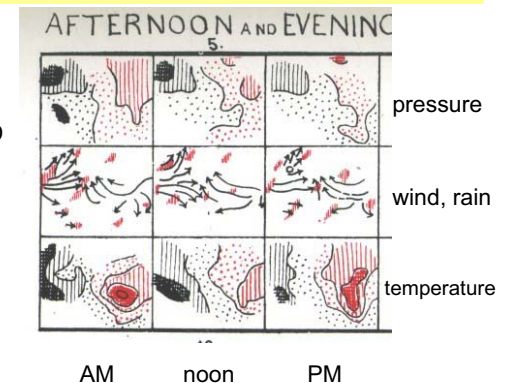 AFTERNOON AND EVENING
5.
pressure
wind, rain
temperature
AM noon PM